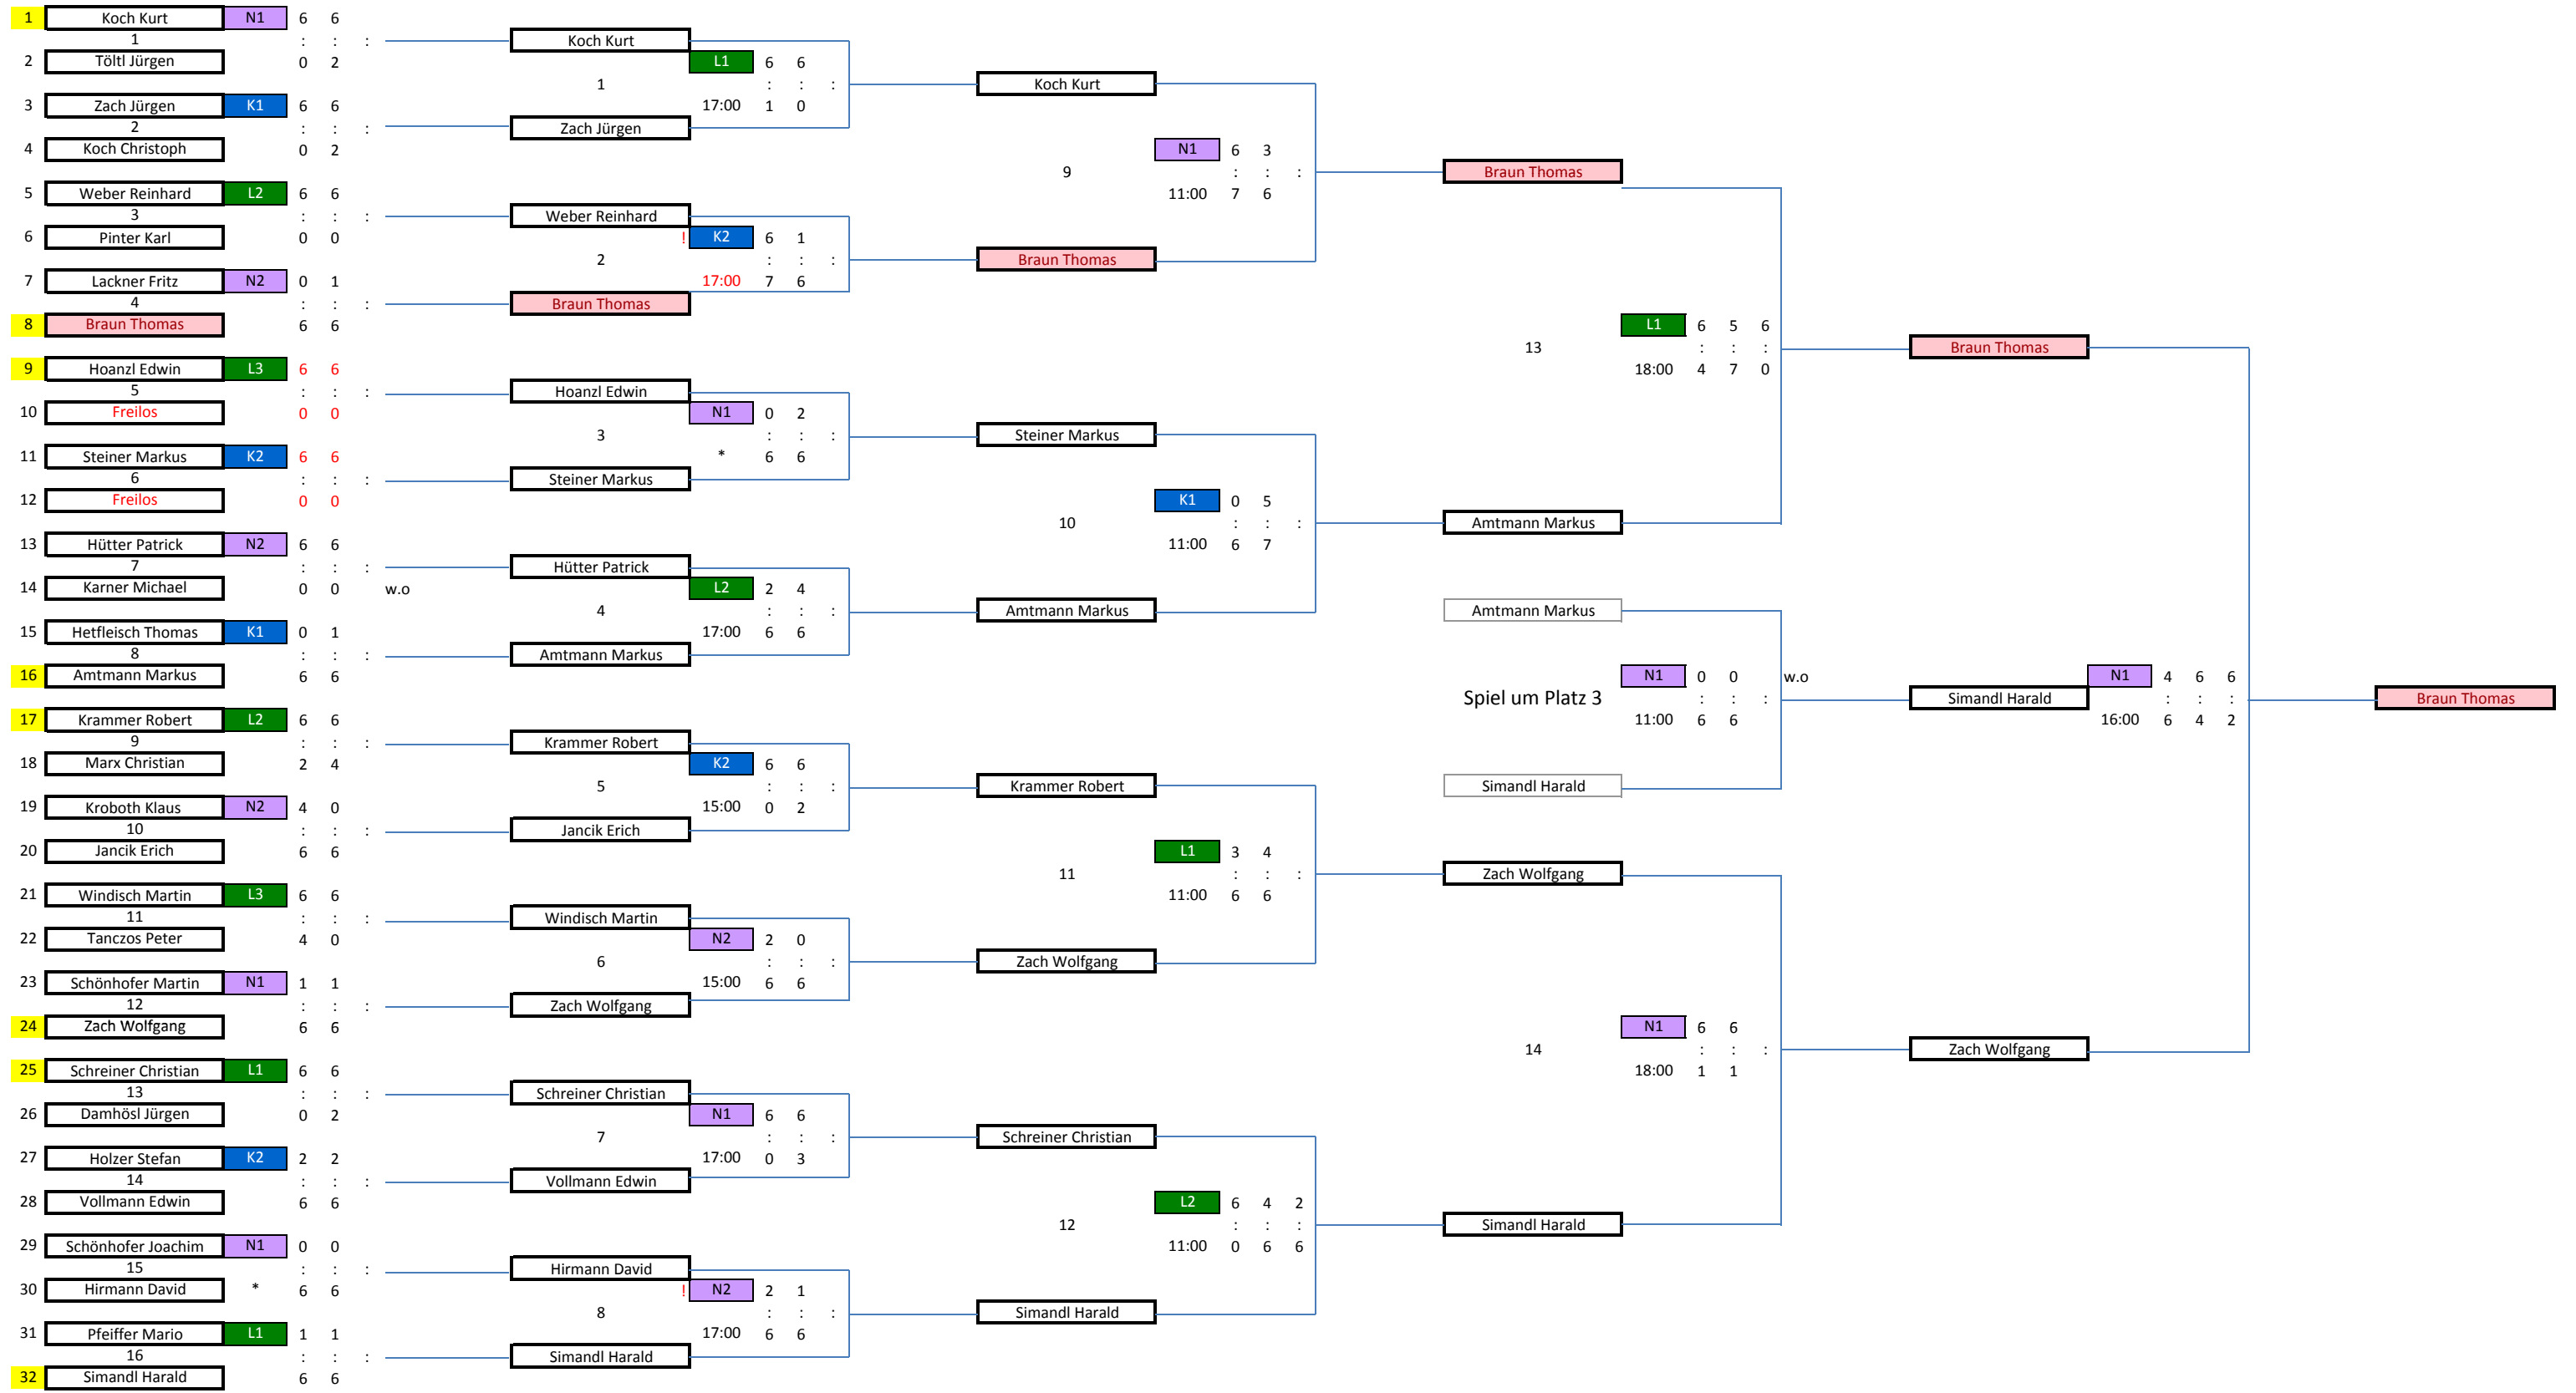 1 Koch Kurt N1 6 6
1 : : :
2 Töltl Jürgen 0 2
3 Zach Jürgen K1 6 6
2 : : :
4 Koch Christoph 0 2
5 Weber Reinhard L2 6 6
3 : : :
6 Pinter Karl 0 0
7 Lackner Fritz N2 0 1
4 : : :
8 Braun Thomas 6 6
9 Hoanzl Edwin L3 6 6
5 : : :
10 Freilos 0 0
11 Steiner Markus K2 6 6
6 : : :
12 Freilos 0 0
13 Hütter Patrick N2 6 6
7 : : :
14 Karner Michael 0 0 w.o
15 Hetfleisch Thomas K1 0 1
8 : : :
16 Amtmann Markus 6 6
17 Krammer Robert L2 6 6
9 : : :
18 Marx Christian 2 4
19 Kroboth Klaus N2 4 0
10 : : :
20 Jancik Erich 6 6
21 Windisch Martin L3 6 6
11 : : :
22 Tanczos Peter 4 0
23 Schönhofer Martin N1 1 1
12 : : :
24 Zach Wolfgang 6 6
25 Schreiner Christian L1 6 6
13 : : :
26 Damhösl Jürgen 0 2
27 Holzer Stefan K2 2 2
14 : : :
28 Vollmann Edwin 6 6
29 Schönhofer Joachim N1 0 0
15 : : :
30 Hirmann David * 6 6
31 Pfeiffer Mario L1 1 1
16 : : :
32 Simandl Harald 6 6
Koch Kurt
L1 6 6
1 : : :
17:00 1 0
Zach Jürgen
Weber Reinhard
! K2 6 1
2 : : :
17:00 7 6
Braun Thomas
Hoanzl Edwin
N1 0 2
3 : : :
* 6 6
Steiner Markus
Hütter Patrick
L2 2 4
4 : : :
17:00 6 6
Amtmann Markus
Krammer Robert
K2 6 6
5 : : :
15:00 0 2
Jancik Erich
Windisch Martin
N2 2 0
6 : : :
15:00 6 6
Zach Wolfgang
Schreiner Christian
N1 6 6
7 : : :
17:00 0 3
Vollmann Edwin
Hirmann David
! N2 2 1
8 : : :
17:00 6 6
Simandl Harald
Koch Kurt
N1 6 3
9 : : :
11:00 7 6
Braun Thomas
Steiner Markus
K1 0 5
10 : : :
11:00 6 7
Amtmann Markus
Krammer Robert
L1 3 4
11 : : :
11:00 6 6
Zach Wolfgang
Schreiner Christian
L2 6 4 2
12 : : :
11:00 0 6 6
Simandl Harald
Braun Thomas
L1 6 5 6
13 : : :
18:00 4 7 0
Amtmann Markus
Amtmann Markus
N1 0 0 w.o
Spiel um Platz 3 : : :
11:00 6 6
Simandl Harald
Zach Wolfgang
N1 6 6
14 : : :
18:00 1 1
Simandl Harald
Braun Thomas
N1 4 6 6
Simandl Harald : : :
16:00 6 4 2
Zach Wolfgang
Braun Thomas